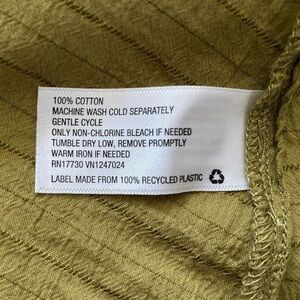 100% COTTON
MACHINE WASH COLD SEPARATELY
GENTLE CYCLE
ONLY NON-CHLORINE BLEACH IF NEEDED
TUMBLE DRY LOW, REMOVE PROMPTLY
WARM IRON IF NEEDED
RN17730 VN1247024
LABEL MADE FROM 100% RECYCLED PLASTIC